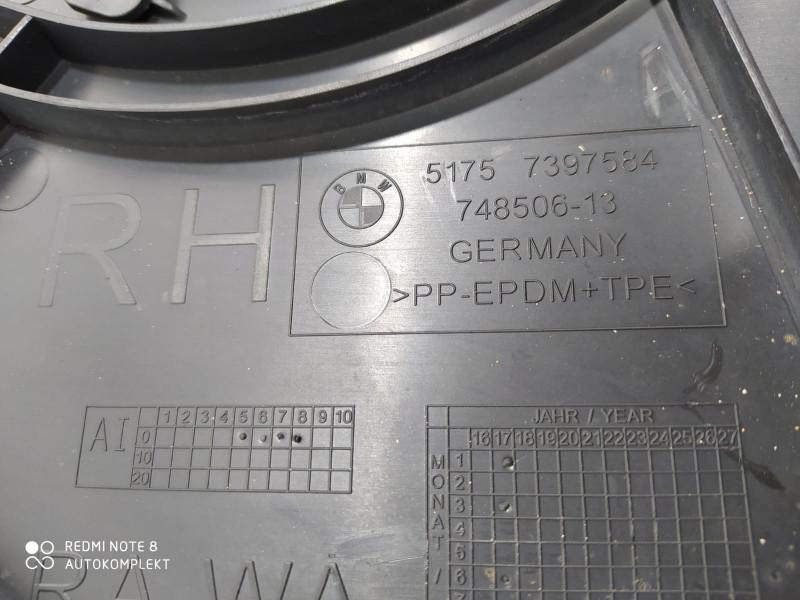 BMW
5175 7397584
748506-13
GERMANY
>PP-EPDM+TPE<
RH
AI
1 2 3 4 5 6 7 8 9 10
0
10
20
JAHR / YEAR
16 17 18 19 20 21 22 23 24 25 26 27
MONAT /
1
2
3
4
5
6
7
REDMI NOTE 8
AUTOKOMPLEKT